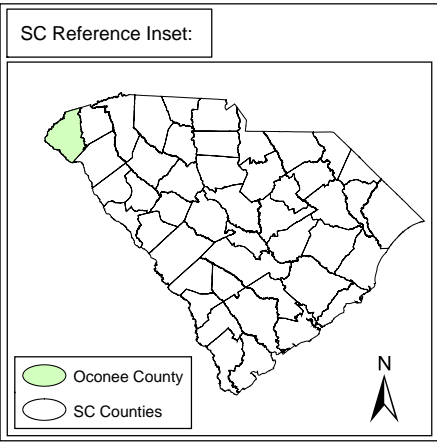 SC Reference Inset:
Oconee County
SC Counties
N